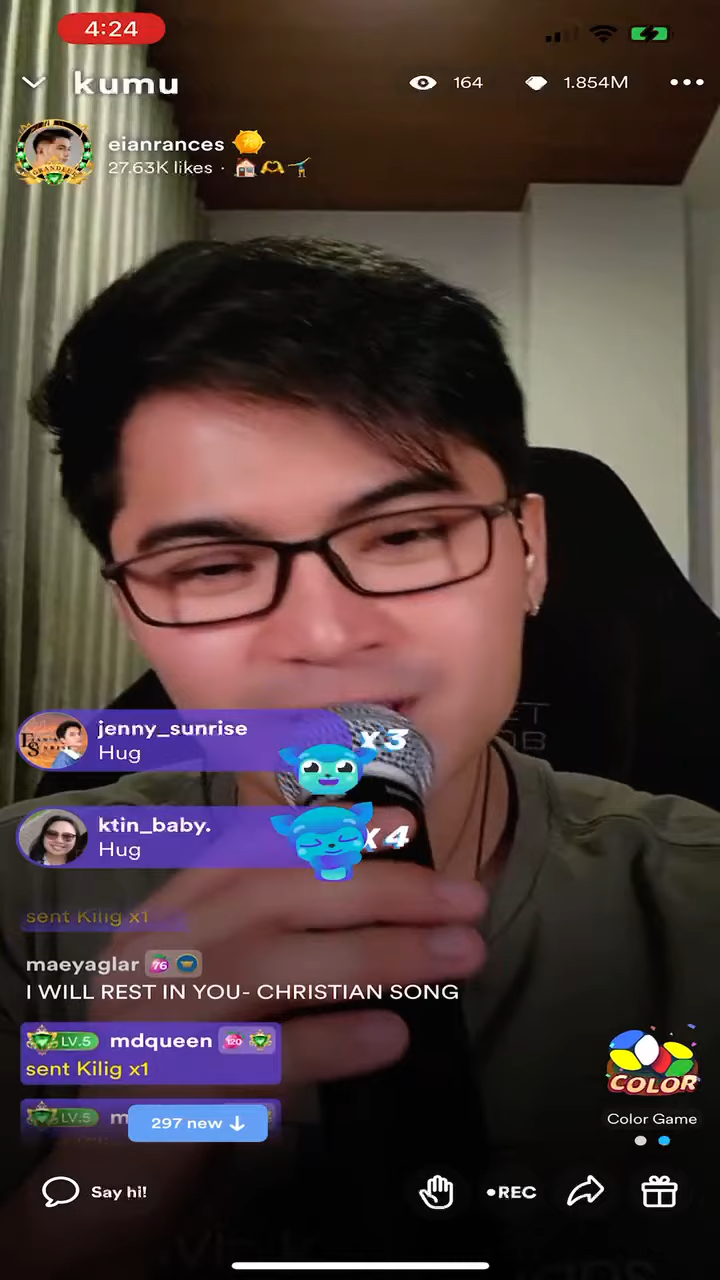 4:24
kumu
164
1.854M
eianrances
27.63K likes ·
GRANDEUR
jenny_sunrise
Hug
x3
ktin_baby.
Hug
x4
sent Kilig x1
maeyaglar 76
I WILL REST IN YOU- CHRISTIAN SONG
LV.5 mdqueen 120
sent Kilig x1
LV.5 m
297 new
COLOR
Color Game
Say hi!
•REC